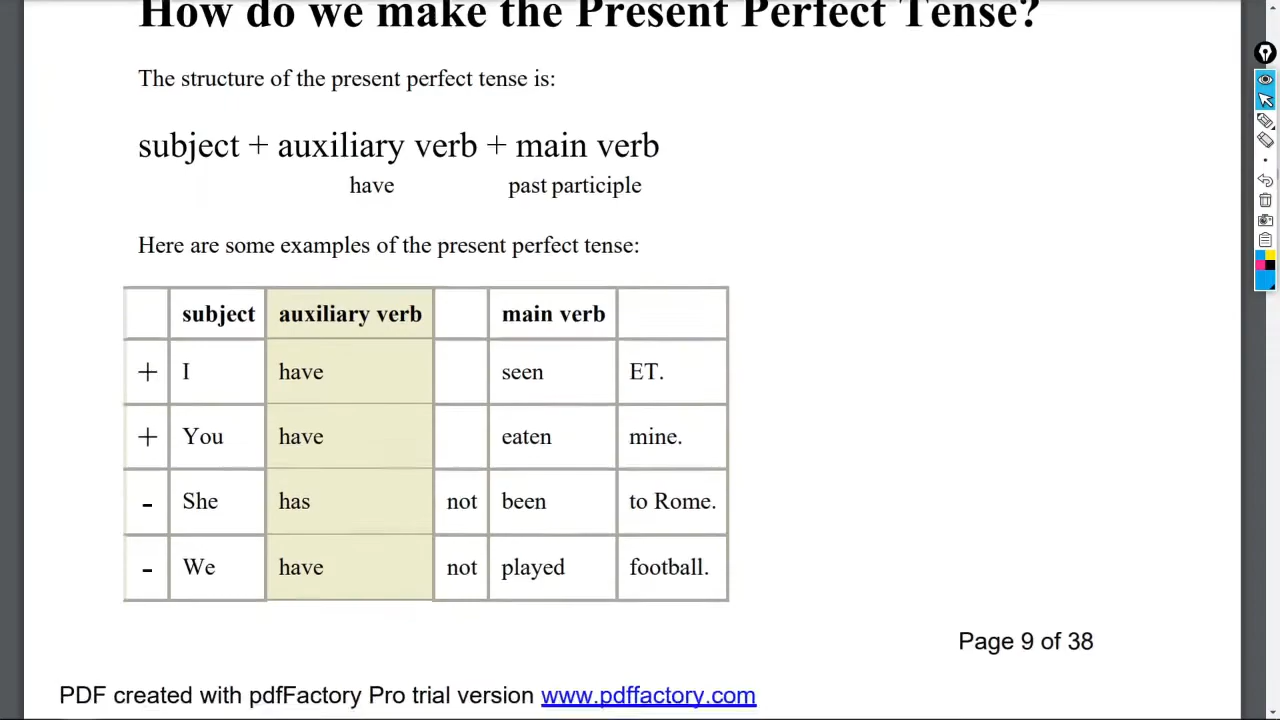 How do we make the Present Perfect Tense?
The structure of the present perfect tense is:
subject + auxiliary verb + main verb
have past participle
Here are some examples of the present perfect tense:
subject auxiliary verb main verb
+ I have seen ET.
+ You have eaten mine.
- She has not been to Rome.
- We have not played football.
Page 9 of 38
PDF created with pdfFactory Pro trial version www.pdffactory.com